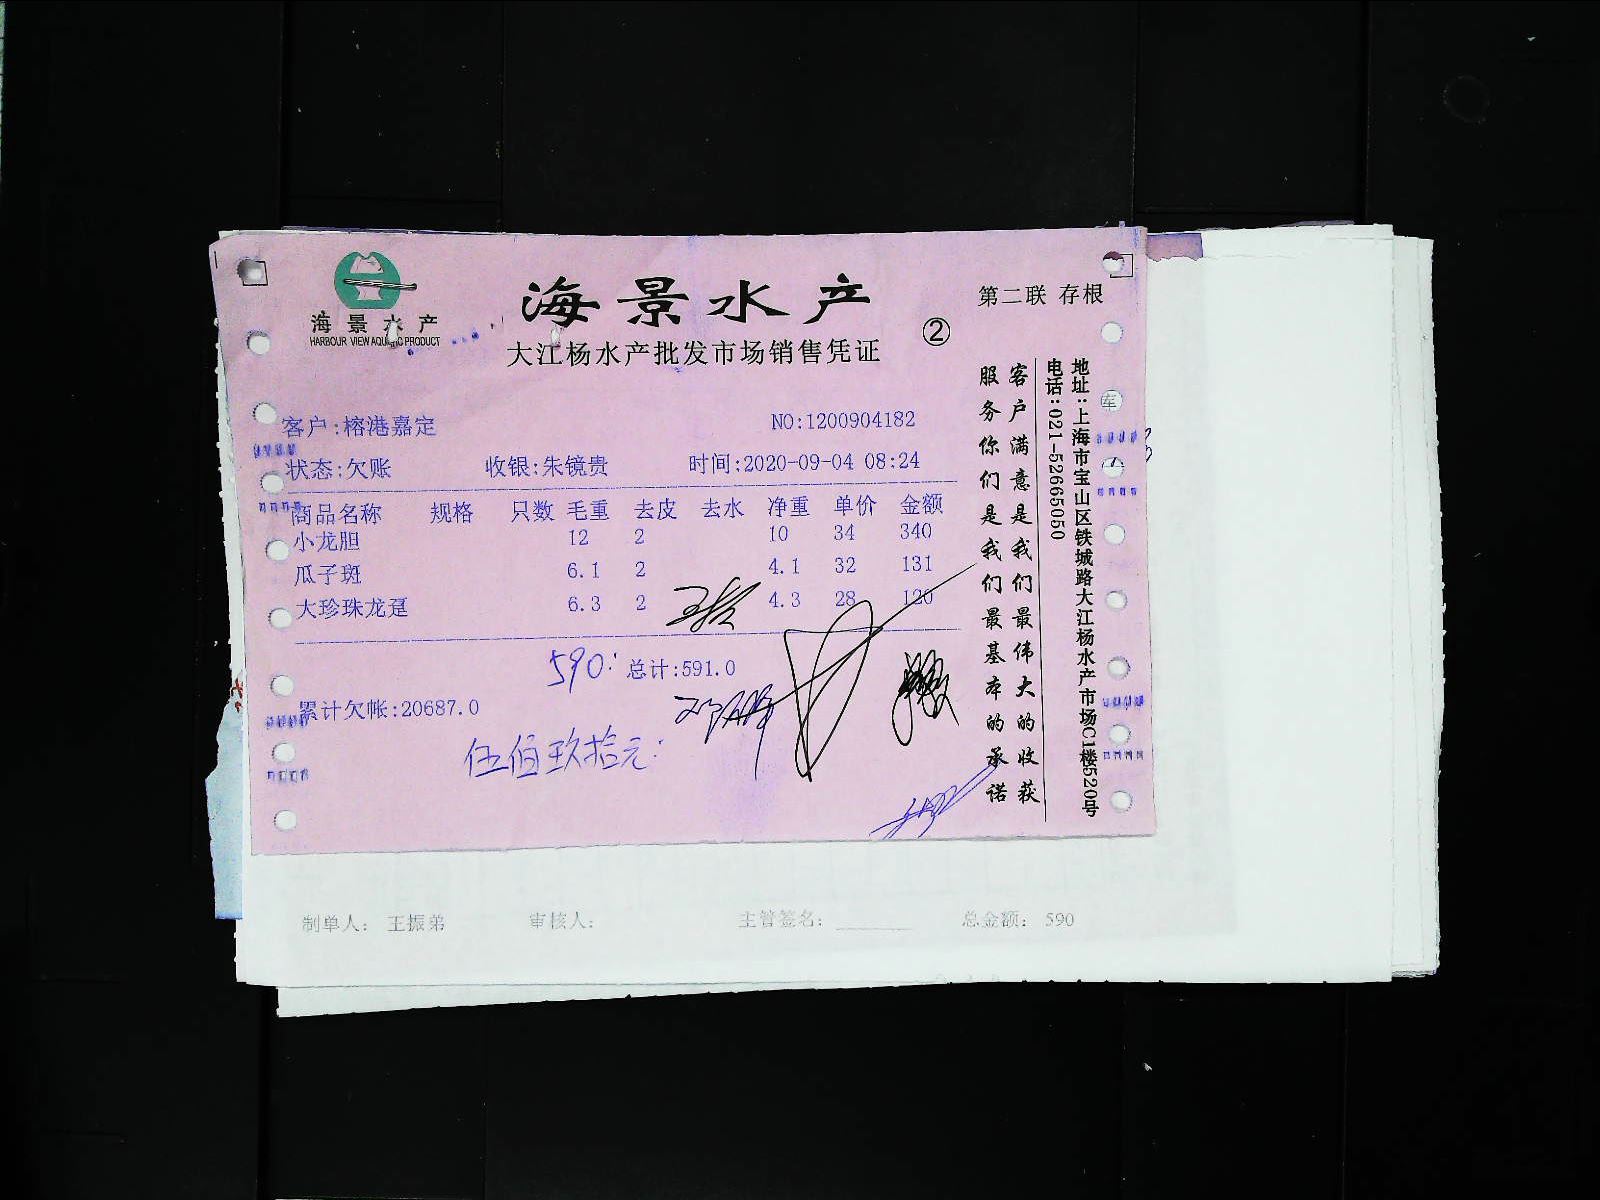 海景水产
HARBOUR VIEW AQUATIC PRODUCT
海景水产
大江杨水产批发市场销售凭证
②
第二联 存根
客户:榕港嘉定 NO:1200904182
状态:欠账 收银:朱镜贵 时间:2020-09-04 08:24
商品名称 规格 只数 毛重 去皮 去水 净重 单价 金额
小龙胆 12 2 10 34 340
瓜子斑 6.1 2 4.1 32 131
大珍珠龙趸 6.3 2 4.3 28 120
590 总计:591.0
累计欠帐:20687.0
伍佰玖拾元
客户满意是我们最伟大的收获
服务你们是我们最基本的承诺
地址:上海市宝山区铁城路大江杨水产市场C1楼520号
电话:021-52665050
制单人: 王振弟 审核人: 主管签名: 总金额: 590